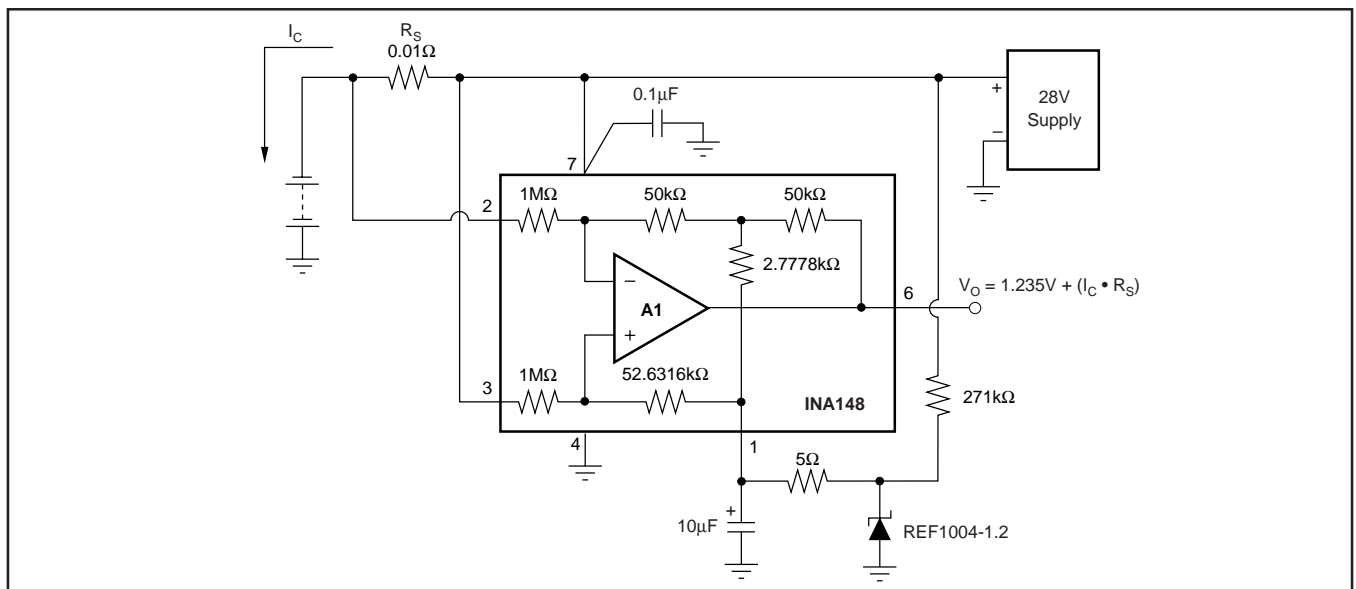 I_C
R_S
0.01Ω
28V
Supply
+
−
0.1μF
7
1MΩ
50kΩ
50kΩ
2
2.7778kΩ
−
A1
+
6
V_O = 1.235V + (I_C • R_S)
1MΩ
52.6316kΩ
3
INA148
271kΩ
4
1
5Ω
+
10μF
REF1004-1.2